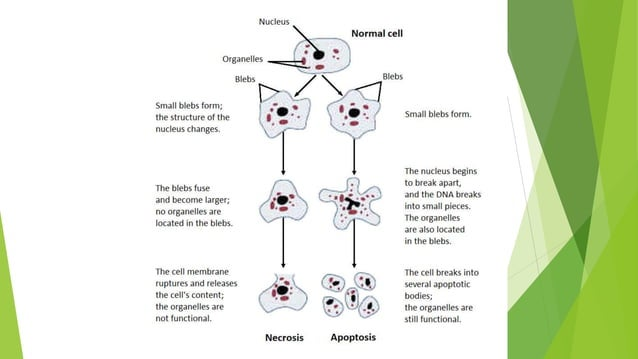 Nucleus
Normal cell
Organelles
Blebs
Blebs
Small blebs form;
the structure of the
nucleus changes.
Small blebs form.
The blebs fuse
and become larger;
no organelles are
located in the blebs.
The nucleus begins
to break apart,
and the DNA breaks
into small pieces.
The organelles
are also located
in the blebs.
The cell membrane
ruptures and releases
the cell's content;
the organelles are
not functional.
The cell breaks into
several apoptotic
bodies;
the organelles are
still functional.
Necrosis
Apoptosis